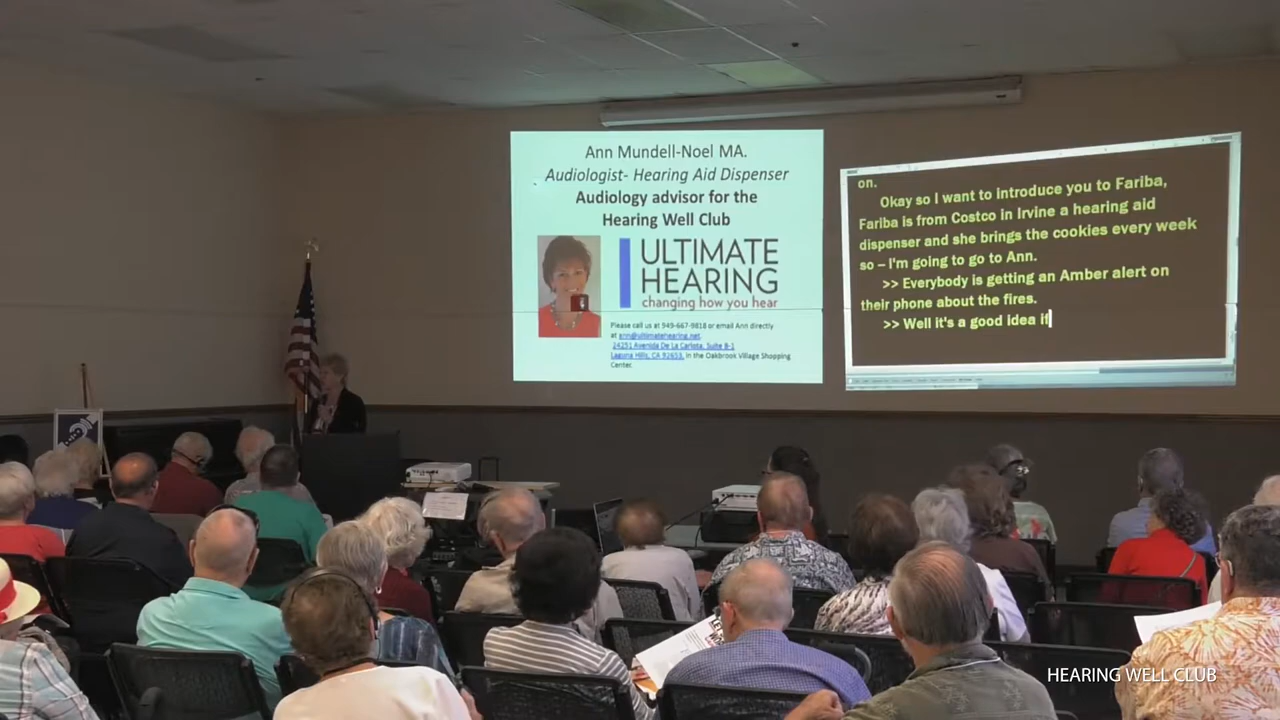 Ann Mundell-Noel MA.
Audiologist- Hearing Aid Dispenser
Audiology advisor for the
Hearing Well Club
ULTIMATE
HEARING
changing how you hear
Please call us at 949-667-9818 or email Ann directly
at ann@ultimatehearing.net.
24251 Avenida De La Carlota, Suite B-1
Laguna Hills, CA 92653, in the Oakbrook Village Shopping
Center.
on.
Okay so I want to introduce you to Fariba,
Fariba is from Costco in Irvine a hearing aid
dispenser and she brings the cookies every week
so – I'm going to go to Ann.
>> Everybody is getting an Amber alert on
their phone about the fires.
>> Well it's a good idea if
HEARING WELL CLUB